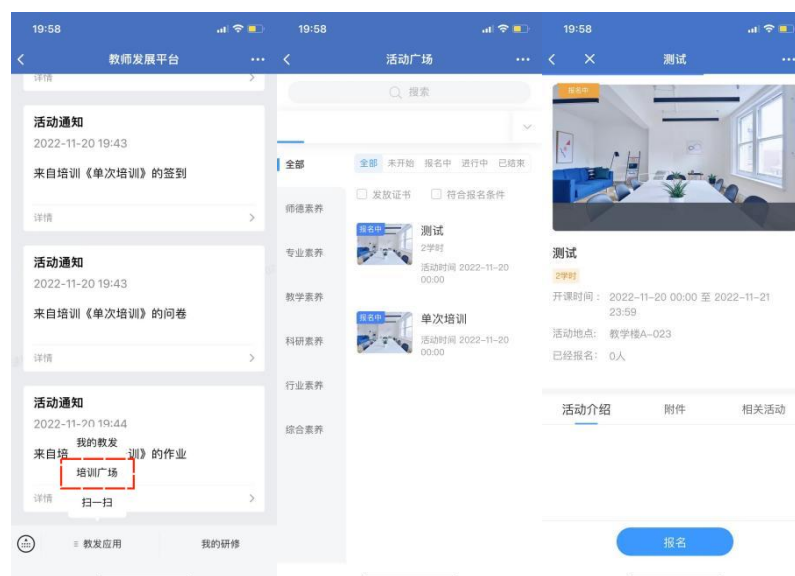 19:58
教师发展平台
详情
活动通知
2022-11-20 19:43
来自培训《单次培训》的签到
详情
活动通知
2022-11-20 19:43
来自培训《单次培训》的问卷
详情
活动通知
2022-11-20 19:44
来自培
训》的作业
详情
我的教发
培训广场
扫一扫
教发应用
我的研修
19:58
活动广场
搜索
全部
师德素养
专业素养
教学素养
科研素养
行业素养
综合素养
全部 未开始 报名中 进行中 已结束
发放证书 符合报名条件
报名中
测试
2学时
活动时间 2022-11-20
00:00
报名中
单次培训
活动时间 2022-11-20
00:00
19:58
测试
报名中
测试
2学时
开课时间： 2022-11-20 00:00 至 2022-11-21
23:59
活动地点: 教学楼A-023
已经报名: 0人
活动介绍 附件 相关活动
报名